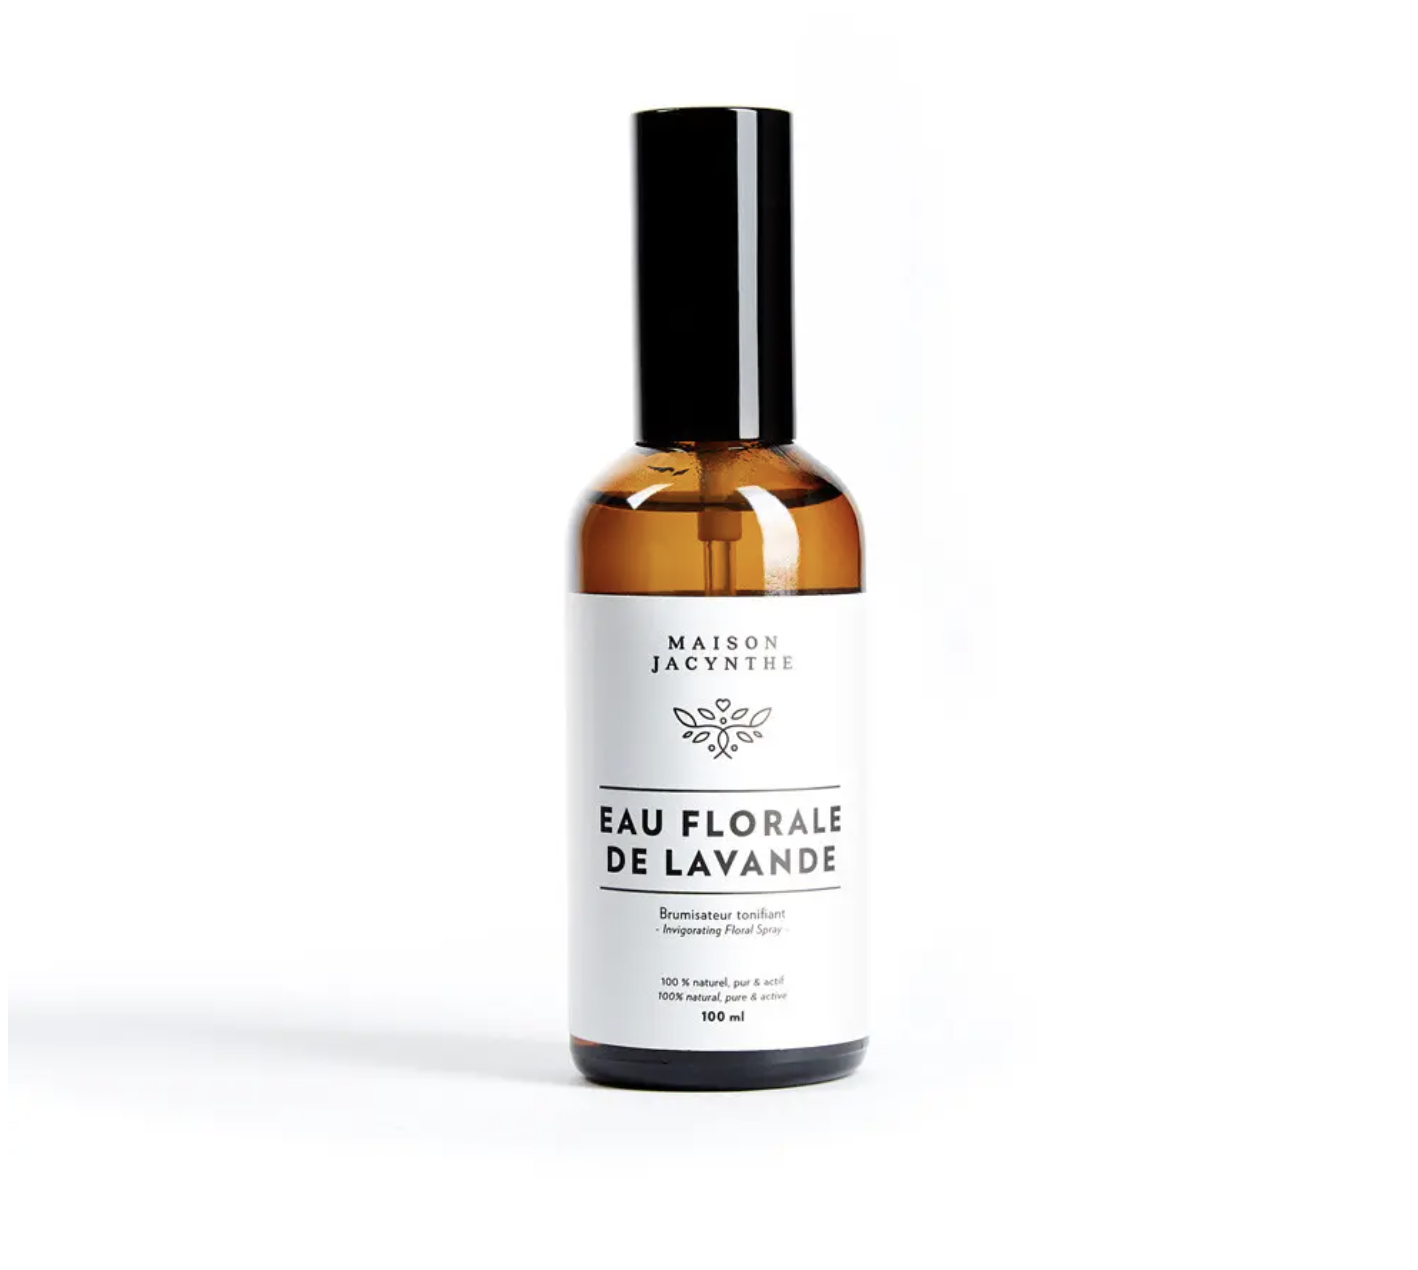 MAISON
JACYNTHE
EAU FLORALE
DE LAVANDE
Brumisateur tonifiant
- Invigorating Floral Spray -
100 % naturel, pur & actif
100% natural, pure & active
100 ml